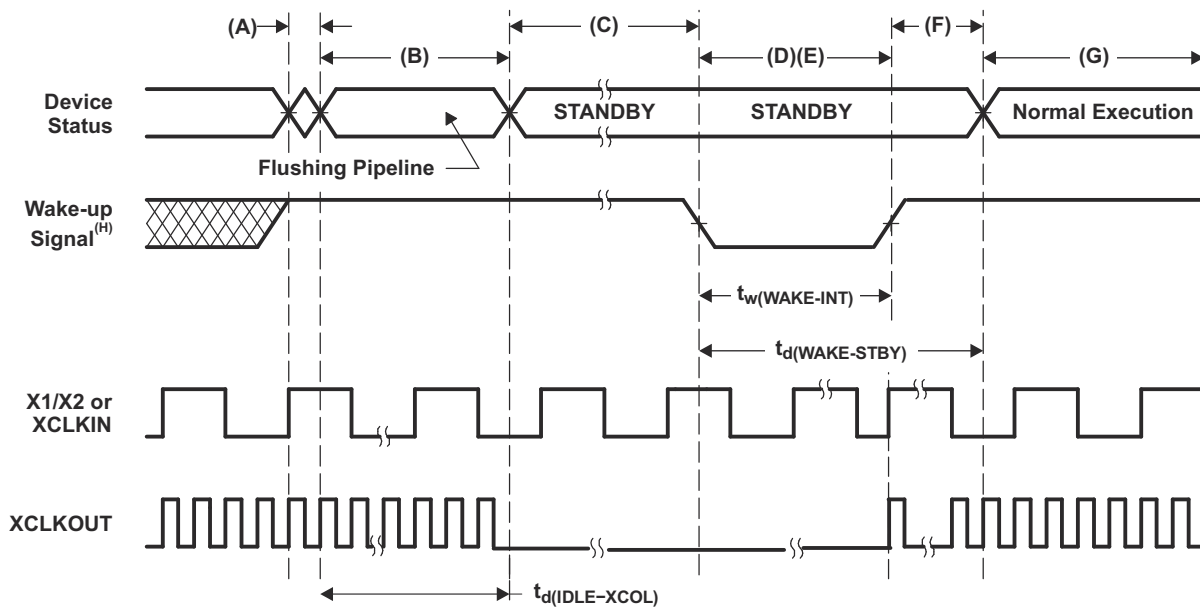 (A)
(C)
(F)
(B)
(D)(E)
(G)
Device
Status
STANDBY
STANDBY
Normal Execution
Flushing Pipeline
Wake-up
Signal(H)
tw(WAKE-INT)
td(WAKE-STBY)
X1/X2 or
XCLKIN
XCLKOUT
td(IDLE−XCOL)